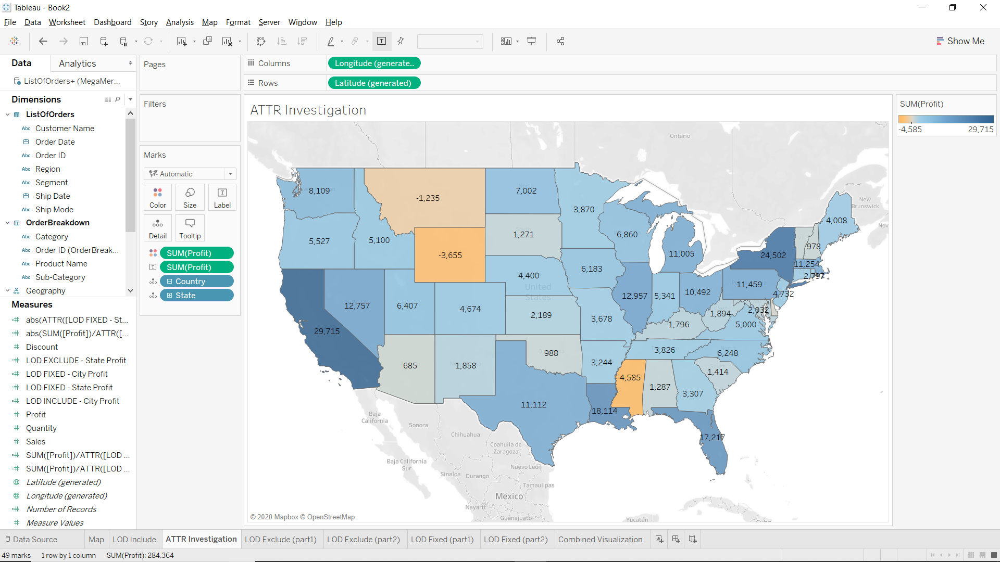 Tableau - Book2
File Data Worksheet Dashboard Story Analysis Map Format Server Window Help
Show Me
Data
Analytics
ListOfOrders+ (MegaMer...
Dimensions
ListOfOrders
Abc Customer Name
Order Date
Abc Order ID
Abc Region
Abc Segment
Ship Date
Abc Ship Mode
OrderBreakdown
Abc Category
Abc Order ID (OrderBreak...
Abc Product Name
Abc Sub-Category
Geography
Measures
abs(ATTR([LOD FIXED - St...
abs(SUM([Profit])/ATTR([...
Discount
LOD EXCLUDE - State Profit
LOD FIXED - City Profit
LOD FIXED - State Profit
LOD INCLUDE - City Profit
Profit
Quantity
Sales
SUM([Profit])/ATTR([LOD ...
SUM([Profit])/ATTR([LOD ...
Latitude (generated)
Longitude (generated)
Number of Records
Measure Values
Pages
Filters
Marks
Automatic
Color Size Label
Detail Tooltip
SUM(Profit)
SUM(Profit)
Country
State
Columns Longitude (generate..
Rows Latitude (generated)
ATTR Investigation
Ontario
New
Brunswick
Nov
8,109
-1,235
7,002
3,870
4,008
5,527
5,100
-3,655
1,271
6,860
11,005
24,502
978
11,254
2,797
4,400
6,183
United
States
12,757
6,407
4,674
2,189
12,957
5,341
10,492
11,459
4,732
29,715
3,678
1,796
1,894
2,032
5,000
685
1,858
988
3,244
3,826
6,248
-4,585
1,287
3,307
1,414
11,112
18,114
17,217
Baja
California
Sonora
Chihuahua
Coahuila de
Zaragoza
Baja California
Sur
Sinaloa
Durango
Nuevo León
Tamaulipas
Mexico
Nayarit
Guanajuato
Yucatán
Cuba
© 2020 Mapbox © OpenStreetMap
SUM(Profit)
-4,585 29,715
Data Source Map LOD Include ATTR Investigation LOD Exclude (part1) LOD Exclude (part2) LOD Fixed (part1) LOD Fixed (part2) Combined Visualization
49 marks 1 row by 1 column SUM(Profit): 284,364